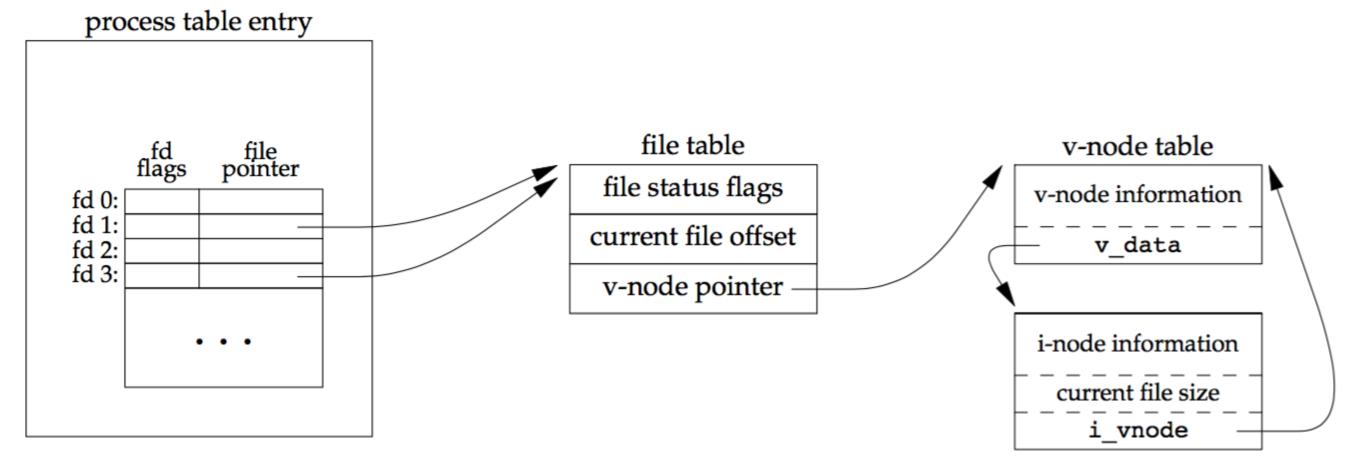 process table entry
fd
flags
file
pointer
fd 0:
fd 1:
fd 2:
fd 3:
. . .
file table
file status flags
current file offset
v-node pointer
v-node table
v-node information
v_data
i-node information
current file size
i_vnode